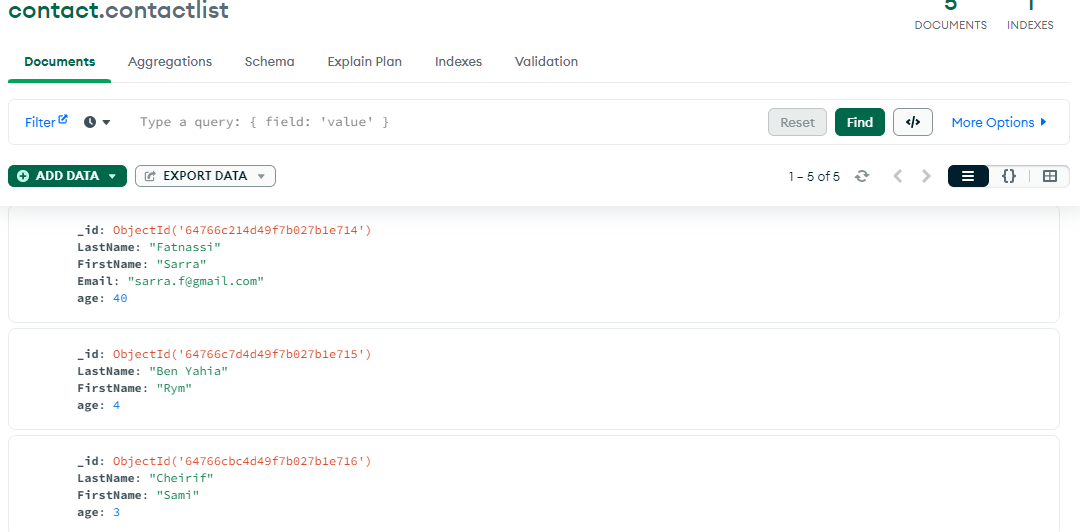 contact.contactlist
5
DOCUMENTS
1
INDEXES
Documents Aggregations Schema Explain Plan Indexes Validation
Filter Type a query: { field: 'value' } Reset Find </> More Options
ADD DATA EXPORT DATA 1 – 5 of 5 {}
_id: ObjectId('64766c214d49f7b027b1e714')
LastName: "Fatnassi"
FirstName: "Sarra"
Email: "sarra.f@gmail.com"
age: 40
_id: ObjectId('64766c7d4d49f7b027b1e715')
LastName: "Ben Yahia"
FirstName: "Rym"
age: 4
_id: ObjectId('64766cbc4d49f7b027b1e716')
LastName: "Cheirif"
FirstName: "Sami"
age: 3